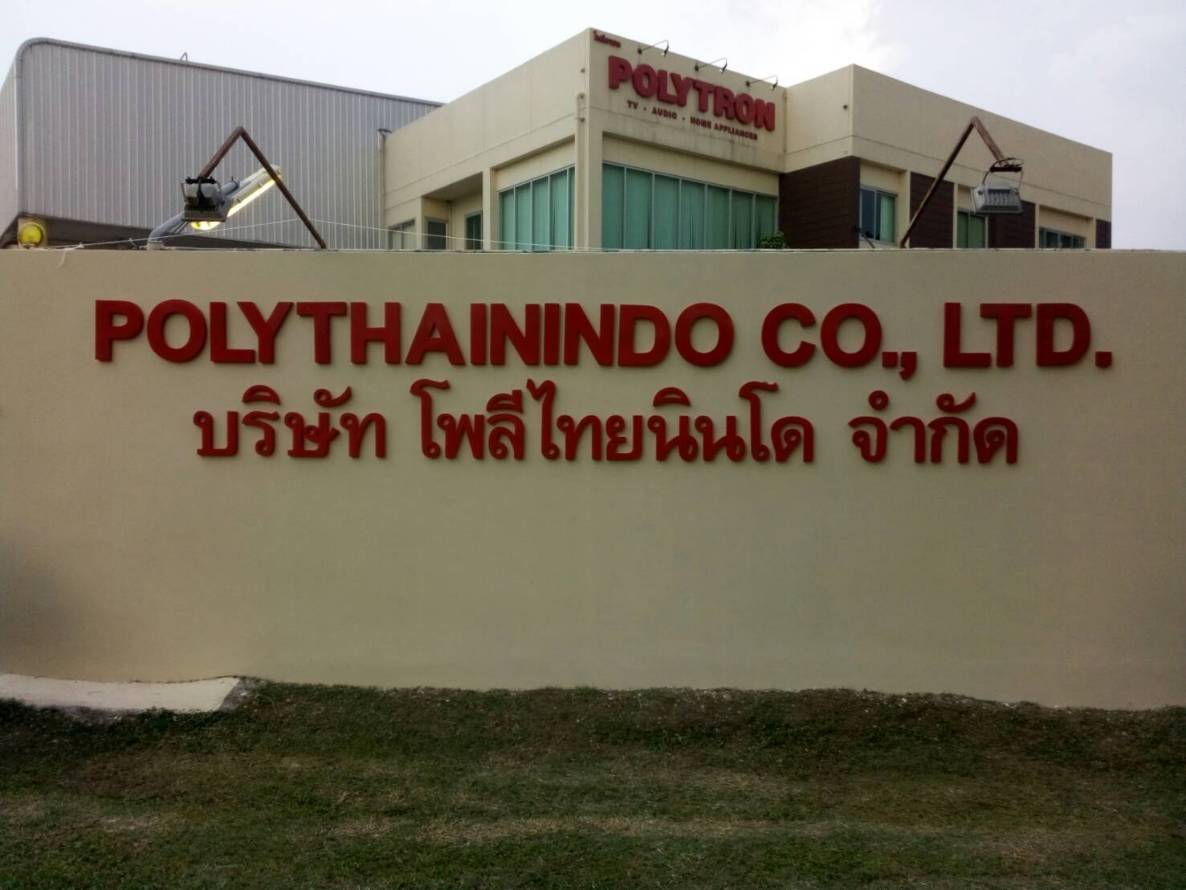 POLYTRON
TV • AUDIO • HOME APPLIANCES
POLYTHAININDO CO., LTD.
บริษัท โพลีไทยนินโด จำกัด